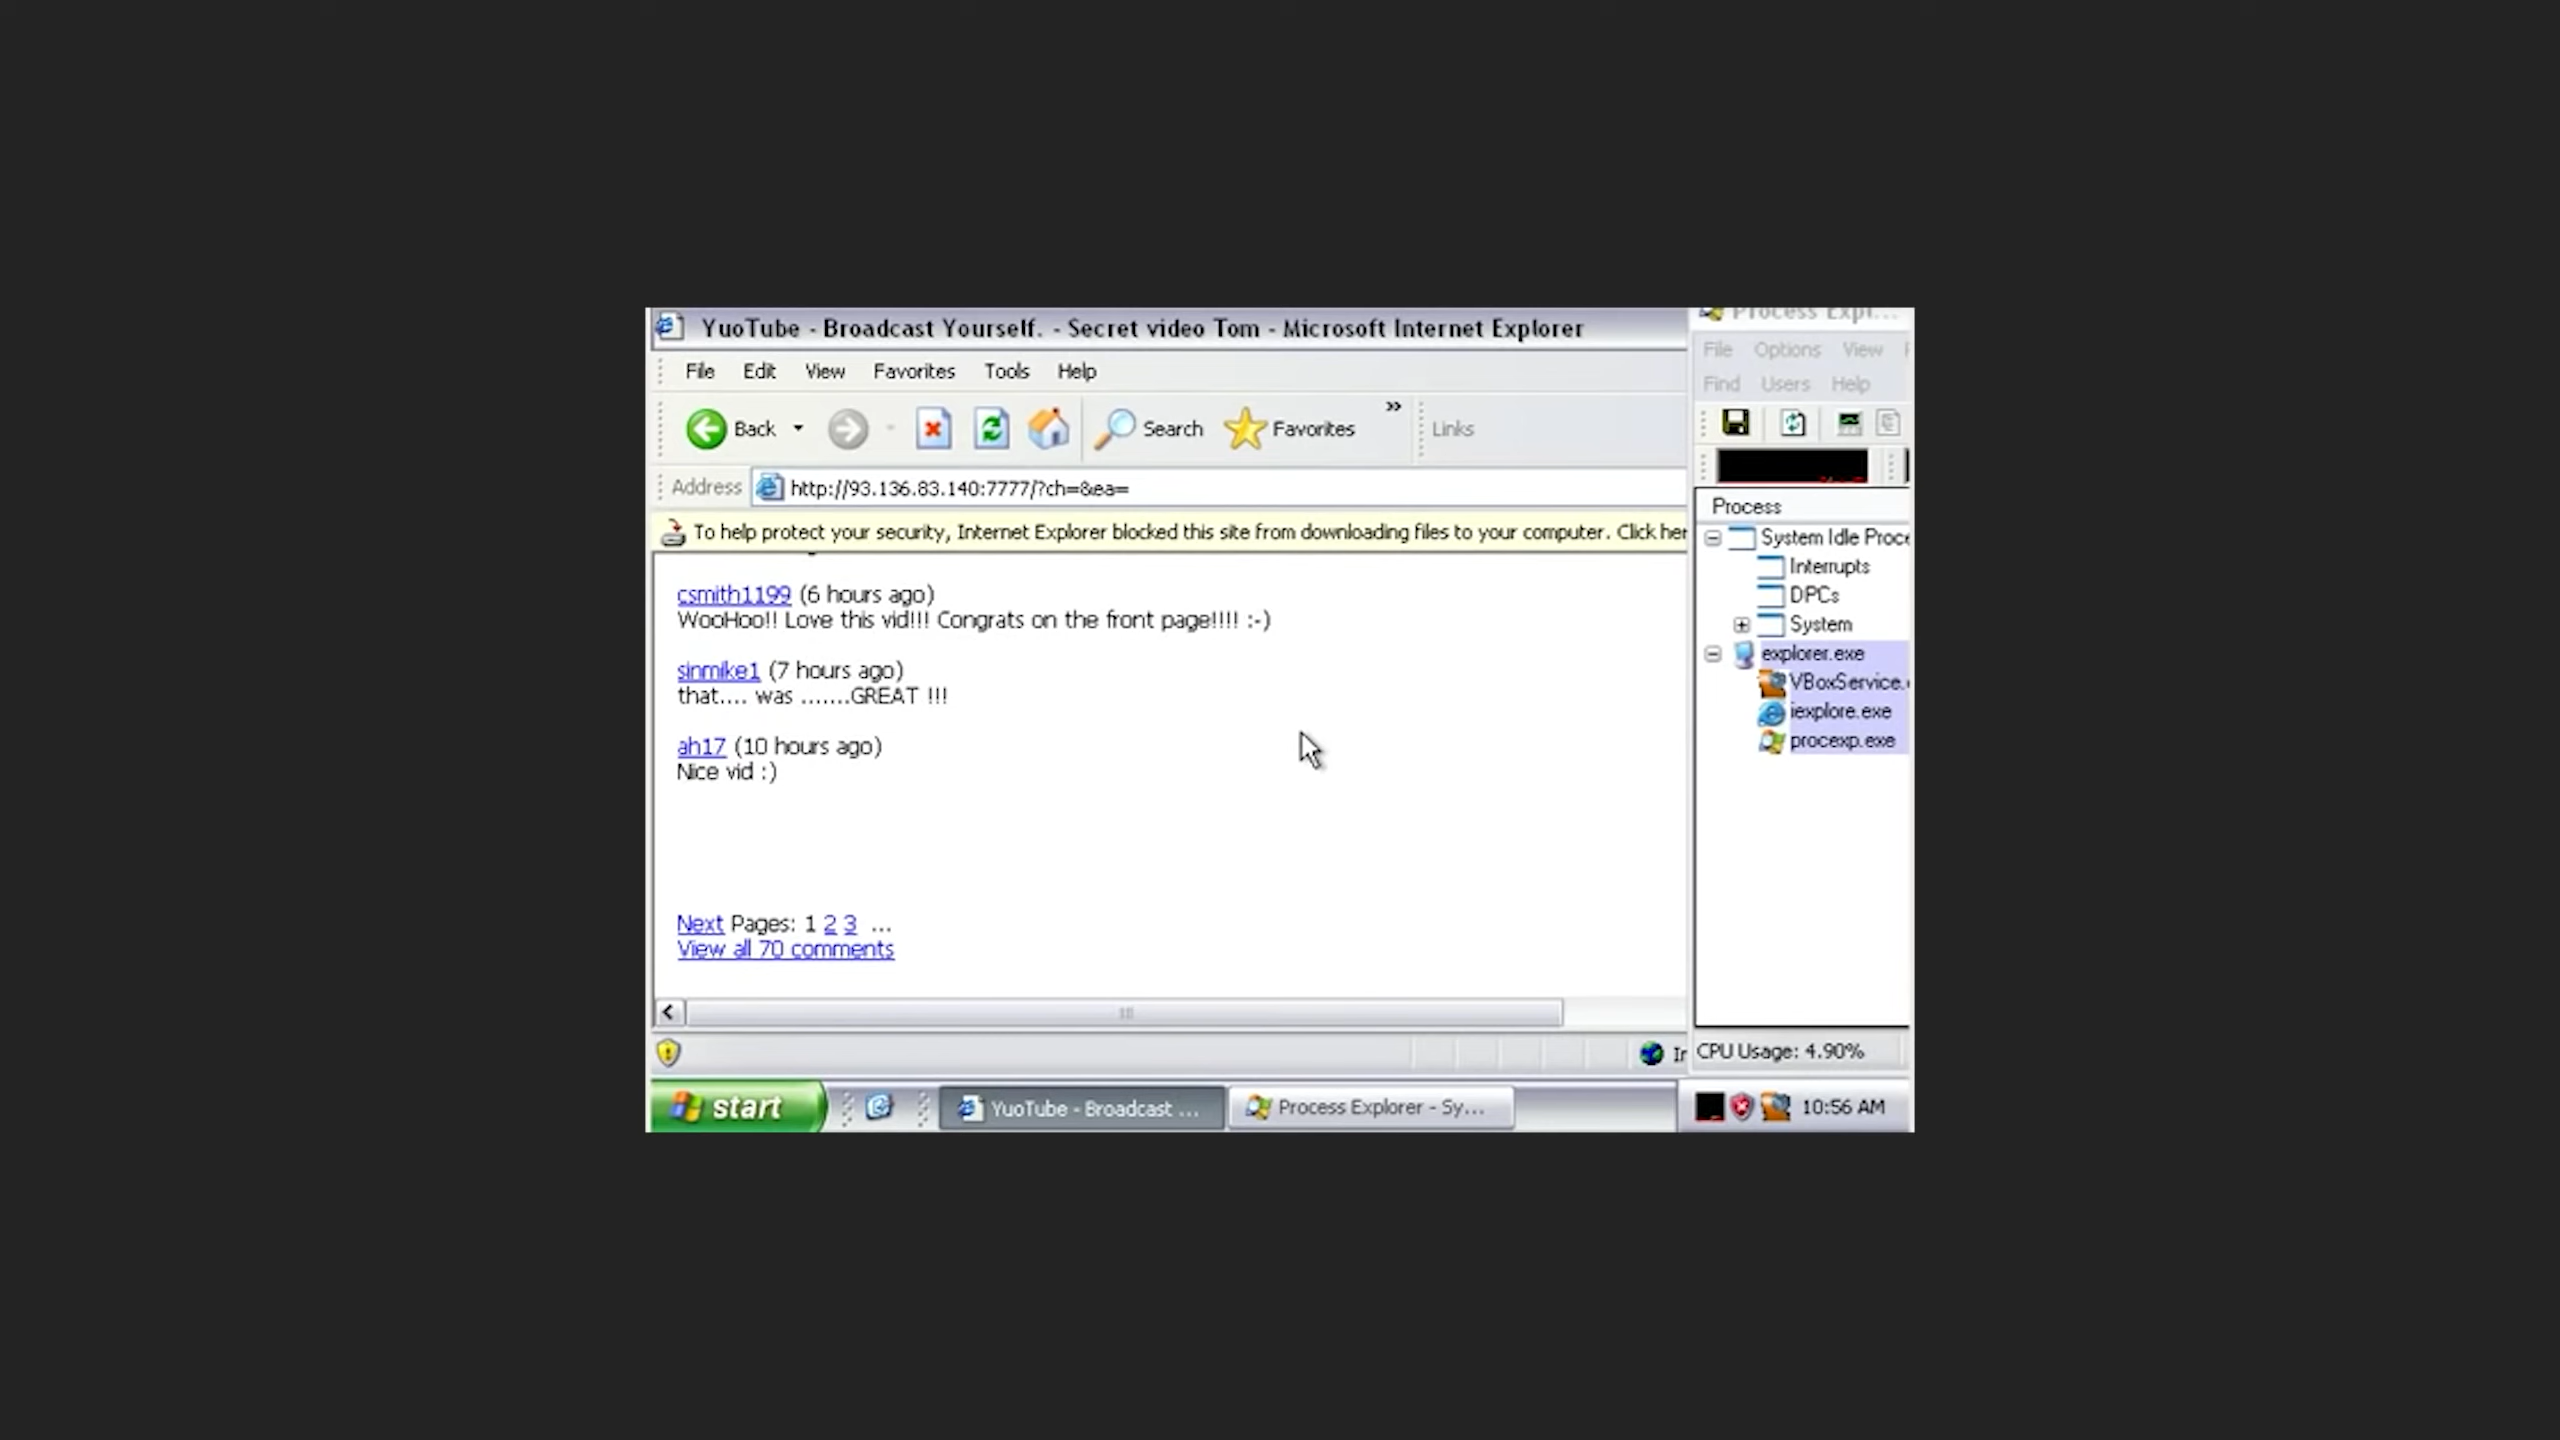 YuoTube - Broadcast Yourself. - Secret video Tom - Microsoft Internet Explorer
File Edit View Favorites Tools Help
Back Search Favorites » Links
Address http://93.136.83.140:7777/?ch=&ea=
To help protect your security, Internet Explorer blocked this site from downloading files to your computer. Click her
csmith1199 (6 hours ago)
WooHoo!! Love this vid!!! Congrats on the front page!!!! :-)
sinmike1 (7 hours ago)
that.... was .......GREAT !!!
ah17 (10 hours ago)
Nice vid :)
Next Pages: 1 2 3 ...
View all 70 comments
Process Expl...
File Options View
Find Users Help
Process
System Idle Proce
Interrupts
DPCs
System
explorer.exe
VBoxService.
iexplore.exe
procexp.exe
CPU Usage: 4.90%
start
YuoTube - Broadcast ...
Process Explorer - Sy...
10:56 AM